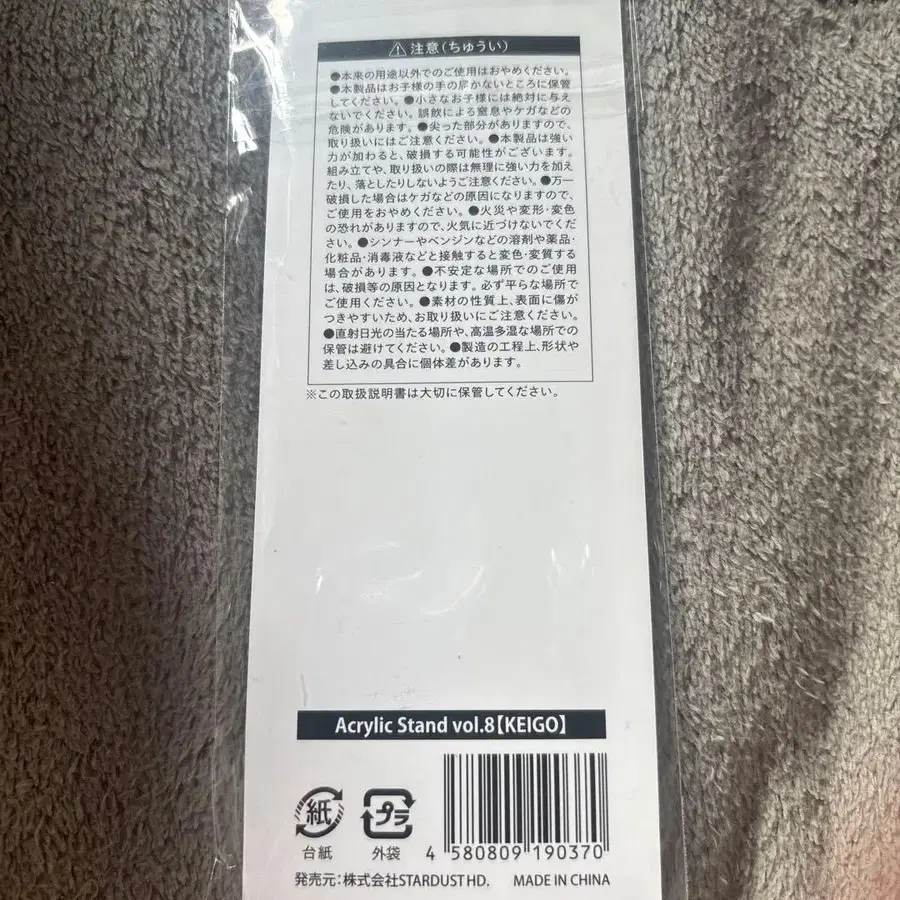 ⚠ 注意(ちゅうい)
●本来の用途以外でのご使用はおやめください。
●本製品はお子様の手の届かないところに保管
してください。●小さなお子様には絶対に与え
ないでください。誤飲による窒息やケガなどの
危険があります。●尖った部分がありますので、
取り扱いにはご注意ください。●本製品は強い
力が加わると、破損する可能性がございます。
組み立てや、取り扱いの際は無理に強い力を加え
たり、落としたりしないようご注意ください。●万一
破損した場合はケガなどの原因になりますので、
ご使用をおやめください。●火災や変形・変色
の恐れがありますので、火気に近づけないでくだ
さい。●シンナーやベンジンなどの溶剤や薬品・
化粧品・消毒液などと接触すると変色・変質する
場合があります。●不安定な場所でのご使用
は、破損等の原因となります。必ず平らな場所で
ご使用ください。●素材の性質上、表面に傷が
つきやすいため、お取り扱いにご注意ください。
●直射日光の当たる場所や、高温多湿な場所での
保管は避けてください。●製造の工程上、形状や
差し込みの具合に個体差があります。
※この取扱説明書は大切に保管してください。
Acrylic Stand vol.8【KEIGO】
紙 プラ
台紙 外袋 4 580809 190370
発売元:株式会社STARDUST HD. MADE IN CHINA